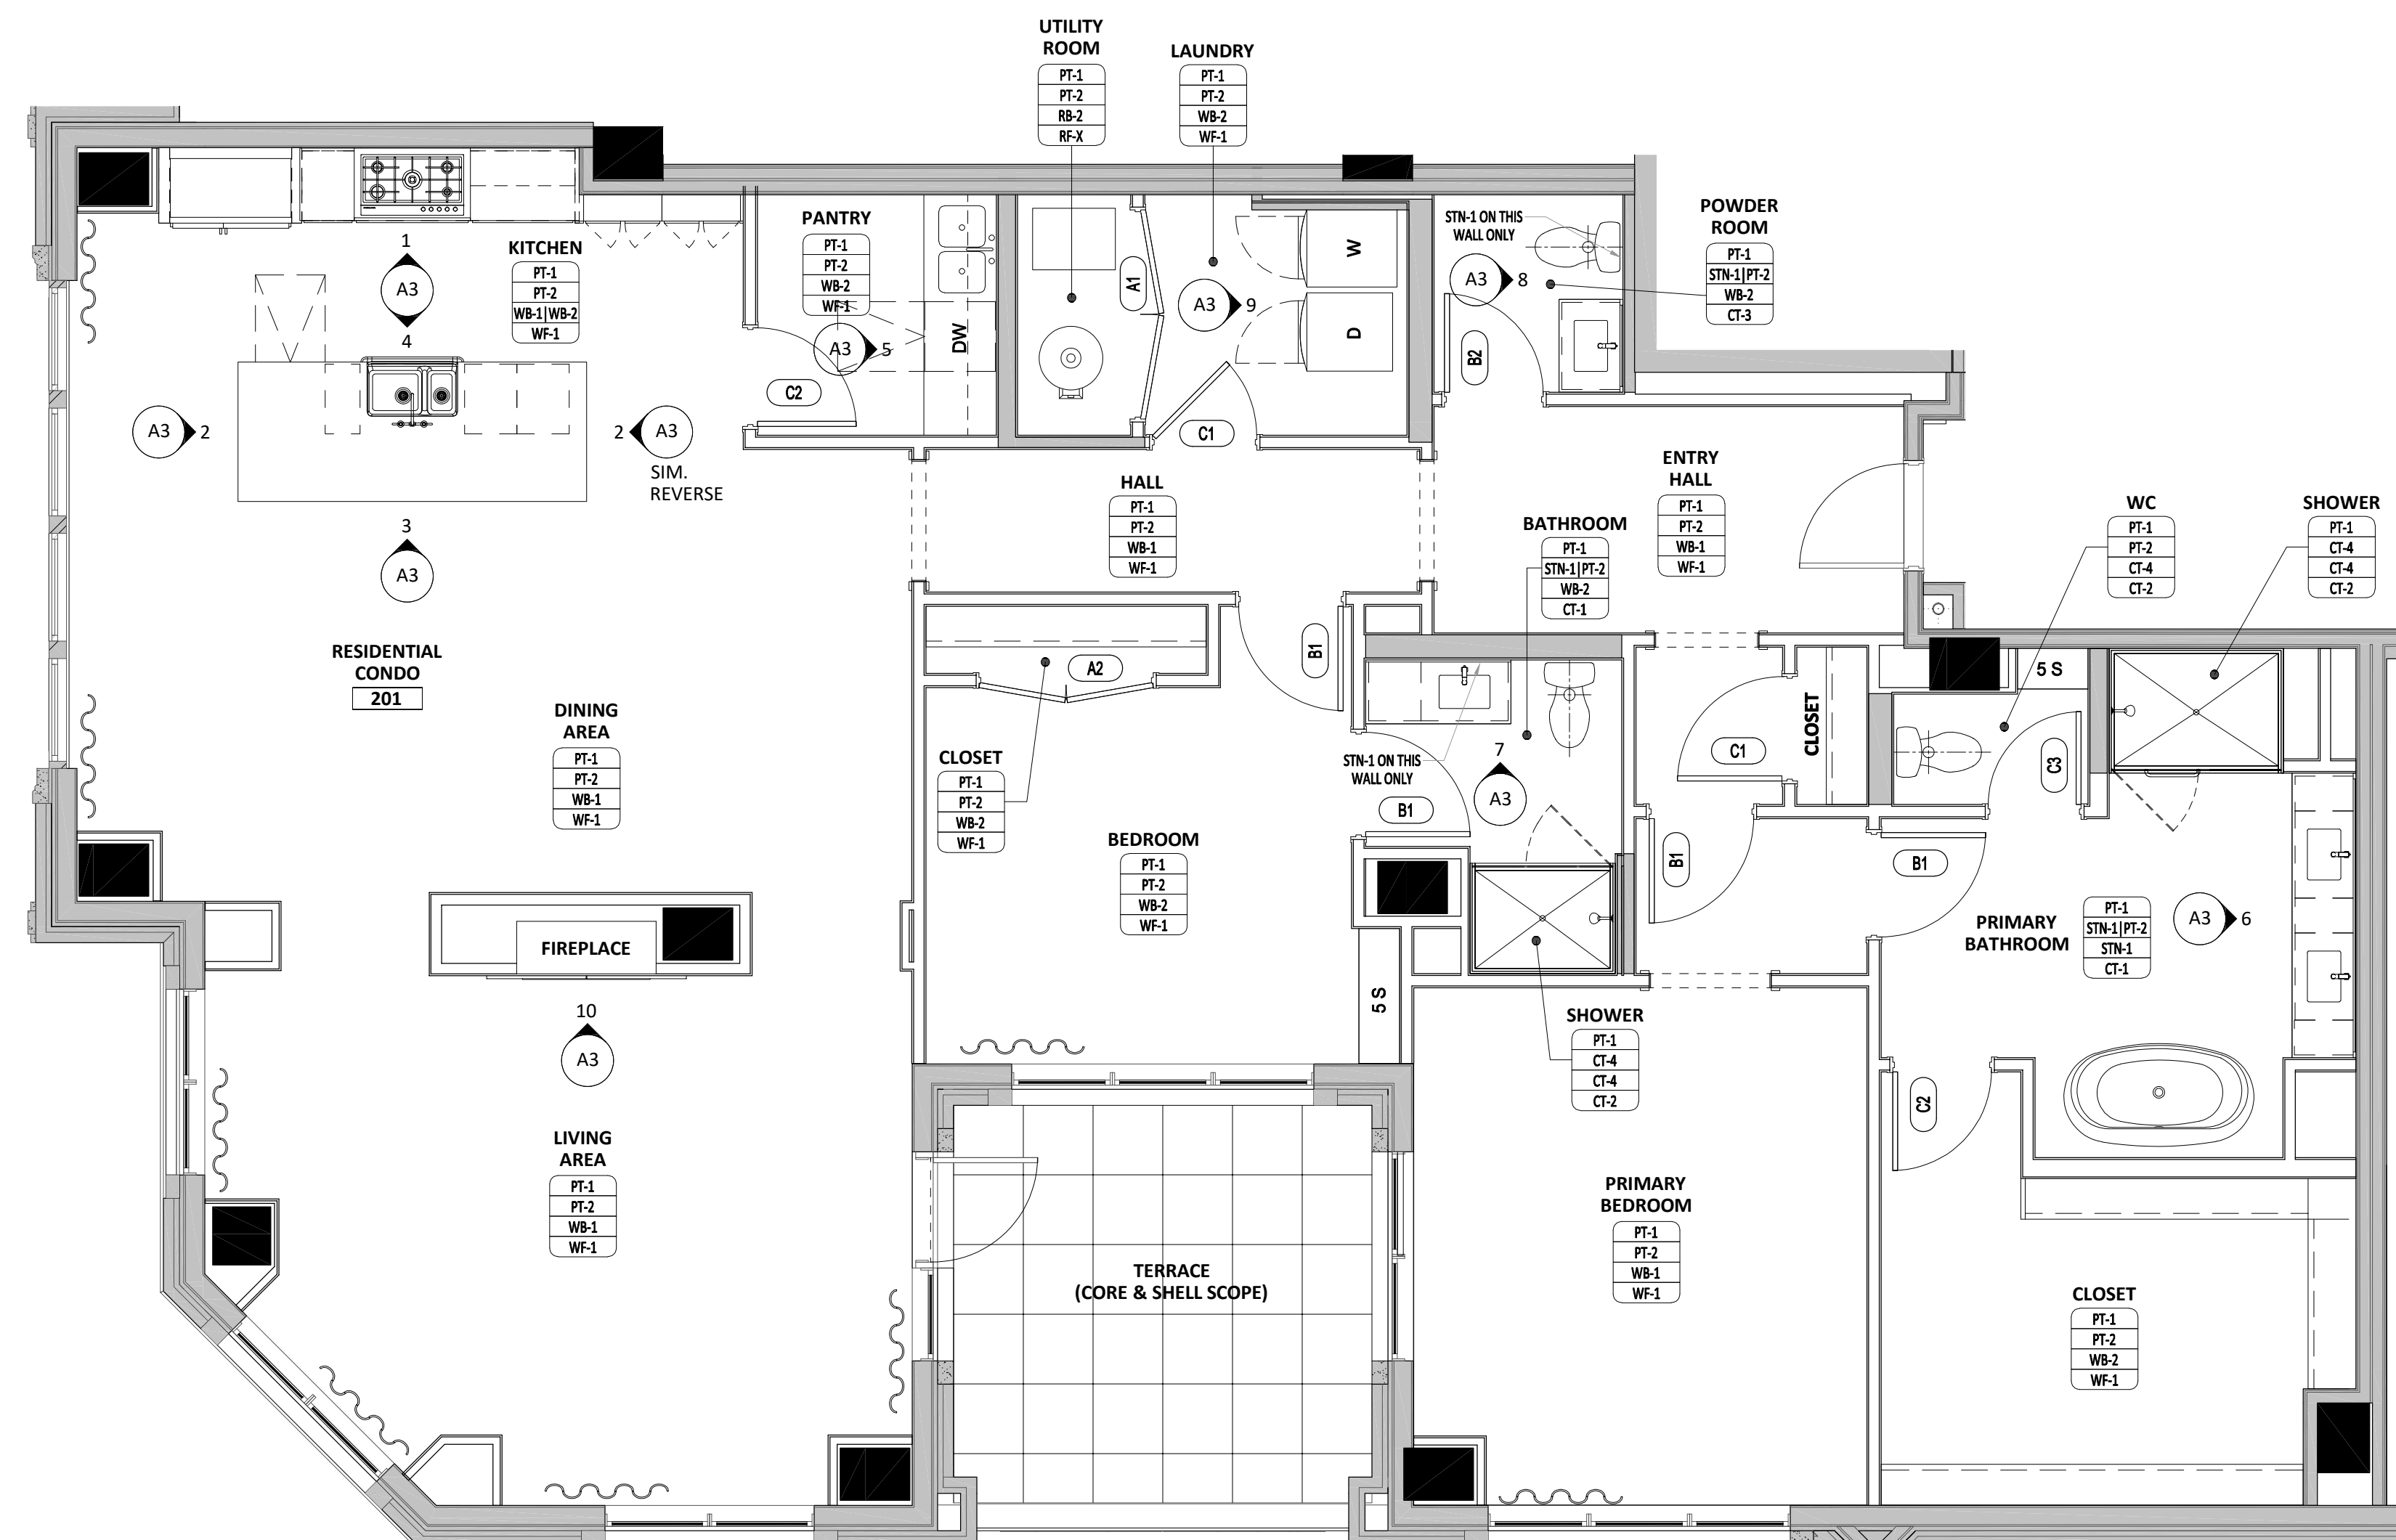 UTILITY
ROOM
PT-1
PT-2
RB-2
RF-X
LAUNDRY
PT-1
PT-2
WB-2
WF-1
PANTRY
PT-1
PT-2
WB-2
WF-1
A3
5
DW
C2
KITCHEN
PT-1
PT-2
WB-1|WB-2
WF-1
1
A3
4
A3
2
2
A3
SIM.
REVERSE
3
A3
A1
A3
9
W
D
C1
STN-1 ON THIS
WALL ONLY
A3
8
B2
POWDER
ROOM
PT-1
STN-1|PT-2
WB-2
CT-3
HALL
PT-1
PT-2
WB-1
WF-1
ENTRY
HALL
PT-1
PT-2
WB-1
WF-1
BATHROOM
PT-1
STN-1|PT-2
WB-2
CT-1
WC
PT-1
PT-2
CT-4
CT-2
SHOWER
PT-1
CT-4
CT-4
CT-2
RESIDENTIAL
CONDO
201
DINING
AREA
PT-1
PT-2
WB-1
WF-1
A2
B1
CLOSET
PT-1
PT-2
WB-2
WF-1
BEDROOM
PT-1
PT-2
WB-2
WF-1
STN-1 ON THIS
WALL ONLY
7
A3
B1
C1
CLOSET
5 S
C3
B1
B1
FIREPLACE
10
A3
5 S
SHOWER
PT-1
CT-4
CT-4
CT-2
PRIMARY
BATHROOM
PT-1
STN-1|PT-2
STN-1
CT-1
A3
6
C2
LIVING
AREA
PT-1
PT-2
WB-1
WF-1
TERRACE
(CORE & SHELL SCOPE)
PRIMARY
BEDROOM
PT-1
PT-2
WB-1
WF-1
CLOSET
PT-1
PT-2
WB-2
WF-1